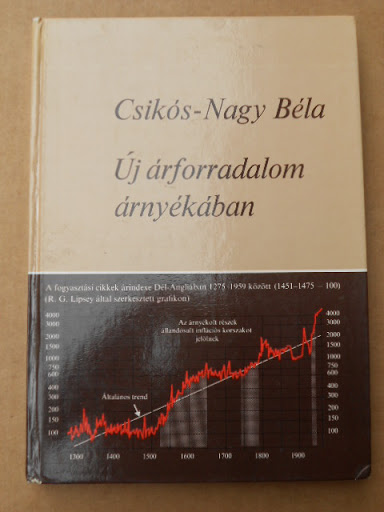 Csikós-Nagy Béla
Új árforradalom
árnyékában
A fogyasztási cikkek árindexe Dél-Angliában 1275–1959 között (1451–1475 – 100)
(R. G. Lipsey által szerkesztett grafikon)
4000 4000
3000 3000
2000 2000
1500 1500
1000 1000
800 800
600 600
400 400
300 300
200 200
150 150
100 100
Az árnyékolt részek
állandósult inflációs korszakot
jelölnek
Általános trend
1300 1400 1500 1600 1700 1800 1900